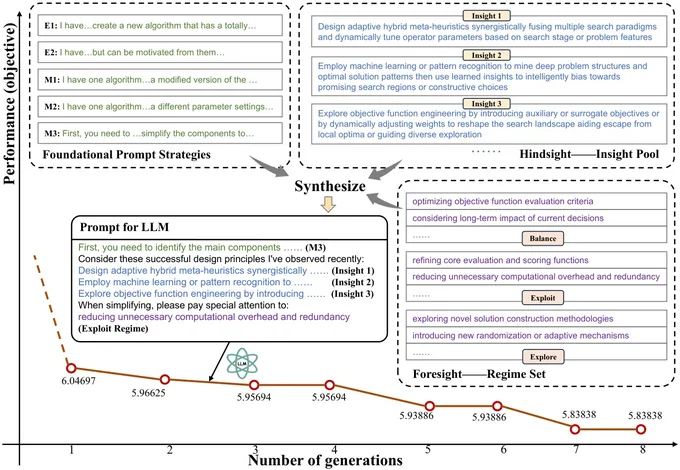 E1: I have…create a new algorithm that has a totally…
E2: I have…but can be motivated from them…
M1: I have one algorithm…a modified version of the …
M2: I have one algorithm…a different parameter settings…
M3: First, you need to …simplify the components to…
Foundational Prompt Strategies
Insight 1
Design adaptive hybrid meta-heuristics synergistically fusing multiple search paradigms
and dynamically tune operator parameters based on search stage or problem features
Insight 2
Employ machine learning or pattern recognition to mine deep problem structures and
optimal solution patterns then use learned insights to intelligently bias towards
promising search regions or constructive choices
Insight 3
Explore objective function engineering by introducing auxiliary or surrogate objectives or
by dynamically adjusting weights to reshape the search landscape aiding escape from
local optima or guiding diverse exploration
······
Hindsight——Insight Pool
Synthesize
Prompt for LLM
First, you need to identify the main components …… (M3)
Consider these successful design principles I've observed recently:
Design adaptive hybrid meta-heuristics synergistically …… (Insight 1)
Employ machine learning or pattern recognition to …… (Insight 2)
Explore objective function engineering by introducing …… (Insight 3)
When simplifying, please pay special attention to:
reducing unnecessary computational overhead and redundancy
(Exploit Regime)
LLM
optimizing objective function evaluation criteria
considering long-term impact of current decisions
……
Balance
refining core evaluation and scoring functions
reducing unnecessary computational overhead and redundancy
……
Exploit
exploring novel solution construction methodologies
introducing new randomization or adaptive mechanisms
……
Explore
Foresight——Regime Set
Performance (objective)
6.04697
5.96625
5.95694
5.95694
5.93886
5.93886
5.83838
5.83838
1
2
3
4
5
6
7
8
Number of generations